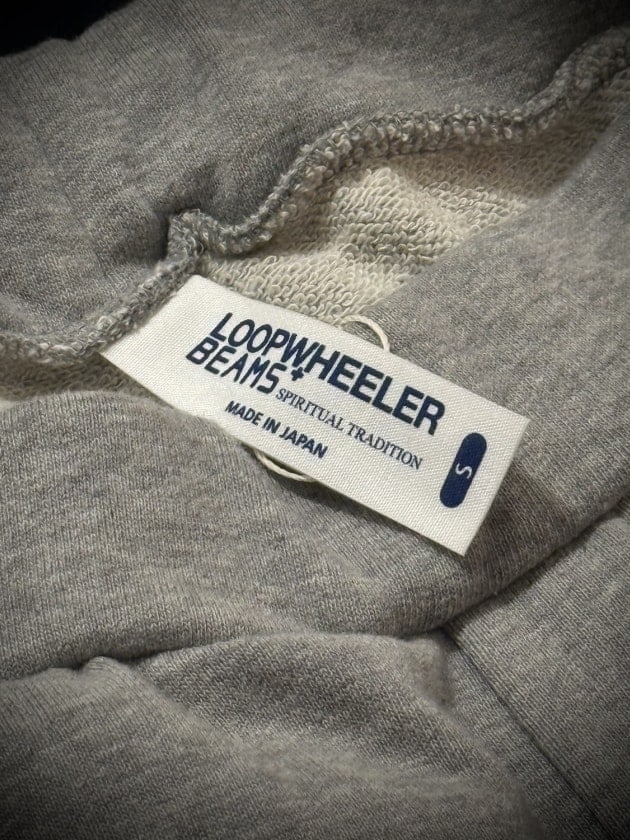 LOOPWHEELER
BEAMS+
SPIRITUAL TRADITION
MADE IN JAPAN
S